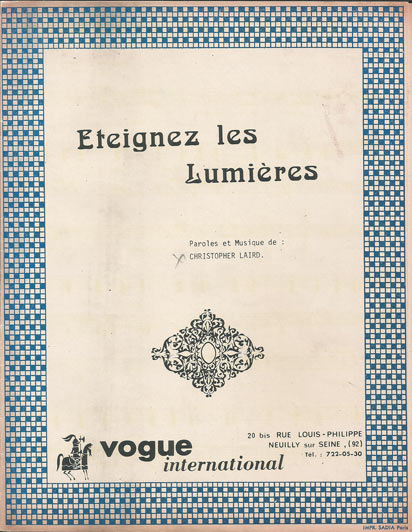 Eteignez les
Lumières
Paroles et Musique de :
CHRISTOPHER LAIRD.
vogue
international
20 bis RUE LOUIS-PHILIPPE
NEUILLY sur SEINE, (92)
Tél. : 722-05-30
IMPR. SADIA Paris